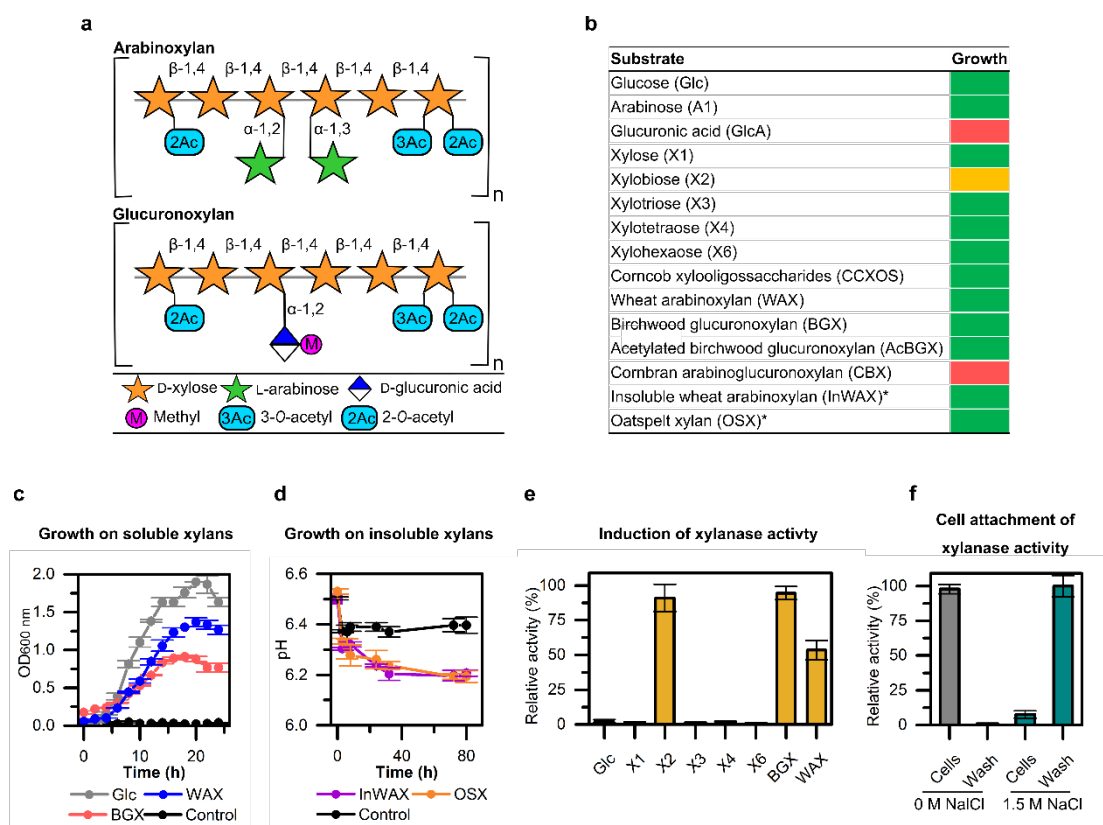 a
Arabinoxylan
β-1,4 β-1,4 β-1,4 β-1,4 β-1,4
α-1,2 α-1,3
2Ac 3Ac 2Ac
n
Glucuronoxylan
β-1,4 β-1,4 β-1,4 β-1,4 β-1,4
2Ac α-1,2 3Ac 2Ac
M
n
D-xylose L-arabinose D-glucuronic acid
M Methyl 3Ac 3-O-acetyl 2Ac 2-O-acetyl
b
Substrate Growth
Glucose (Glc)
Arabinose (A1)
Glucuronic acid (GlcA)
Xylose (X1)
Xylobiose (X2)
Xylotriose (X3)
Xylotetraose (X4)
Xylohexaose (X6)
Corncob xylooligossaccharides (CCXOS)
Wheat arabinoxylan (WAX)
Birchwood glucuronoxylan (BGX)
Acetylated birchwood glucuronoxylan (AcBGX)
Cornbran arabinoglucuronoxylan (CBX)
Insoluble wheat arabinoxylan (InWAX)*
Oatspelt xylan (OSX)*
c
Growth on soluble xylans
OD600 nm
2.0
1.5
1.0
0.5
0.0
0 10 20
Time (h)
Glc WAX
BGX Control
d
Growth on insoluble xylans
pH
6.6
6.4
6.2
6.0
0 40 80
Time (h)
InWAX OSX
Control
e
Induction of xylanase activty
Relative activity (%)
100
75
50
25
0
Glc X1 X2 X3 X4 X6 BGX WAX
f
Cell attachment of
xylanase activity
Relative activity (%)
100
75
50
25
0
Cells Wash Cells Wash
0 M NalCl 1.5 M NaCl